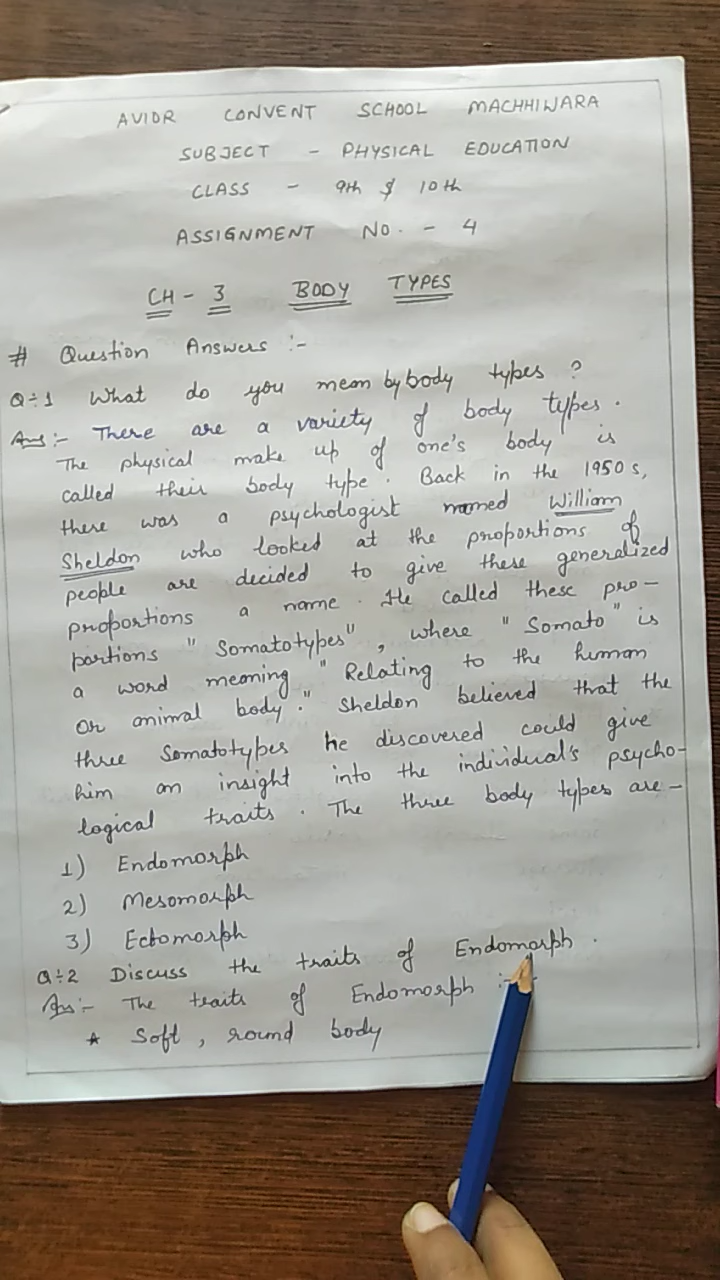 AVIOR CONVENT SCHOOL MACHHIWARA
SUBJECT - PHYSICAL EDUCATION
CLASS - 9th & 10th
ASSIGNMENT NO. - 4
CH - 3 BODY TYPES
# Question Answers :-
Q:1 What do you mean by body types ?
Ans:- There are a variety of body types.
The physical make up of one's body is
called their body type. Back in the 1950s,
there was a psychologist named William
Sheldon who looked at the proportions of
people are decided to give these generalized
proportions a name. He called these pro-
portions "Somatotypes", where "Somato" is
a word meaning "Relating to the human
or animal body." Sheldon believed that the
three Somatotypes he discovered could give
him an insight into the individual's psycho-
logical traits. The three body types are -
1) Endomorph
2) Mesomorph
3) Ectomorph
Q:2 Discuss the traits of Endomorph.
Ans:- The traits of Endomorph :-
* Soft, round body